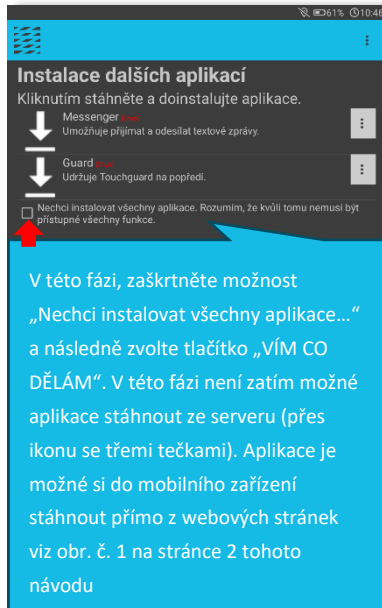 61% 10:46
Instalace dalších aplikací
Kliknutím stáhněte a doinstalujte aplikace.
Messenger
Umožňuje přijímat a odesílat textové zprávy.
Guard
Udržuje Touchguard na popředí.
Nechci instalovat všechny aplikace. Rozumím, že kvůli tomu nemusí být
přístupné všechny funkce.
V této fázi, zaškrtněte možnost
„Nechci instalovat všechny aplikace…“
a následně zvolte tlačítko „VÍM CO
DĚLÁM“. V této fázi není zatím možné
aplikace stáhnout ze serveru (přes
ikonu se třemi tečkami). Aplikace je
možné si do mobilního zařízení
stáhnout přímo z webových stránek
viz obr. č. 1 na stránce 2 tohoto
návodu